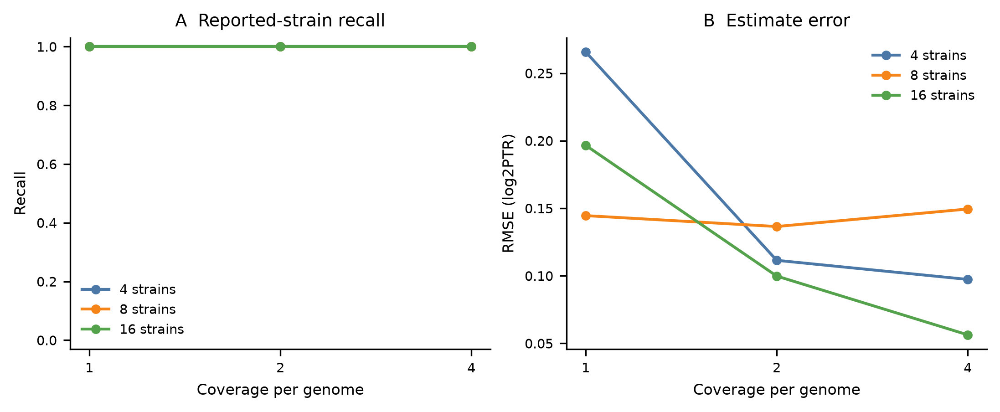 A  Reported-strain recall
Recall
1.0
0.8
0.6
0.4
0.2
0.0
4 strains
8 strains
16 strains
1
2
4
Coverage per genome
B  Estimate error
RMSE (log2PTR)
0.25
0.20
0.15
0.10
0.05
4 strains
8 strains
16 strains
1
2
4
Coverage per genome